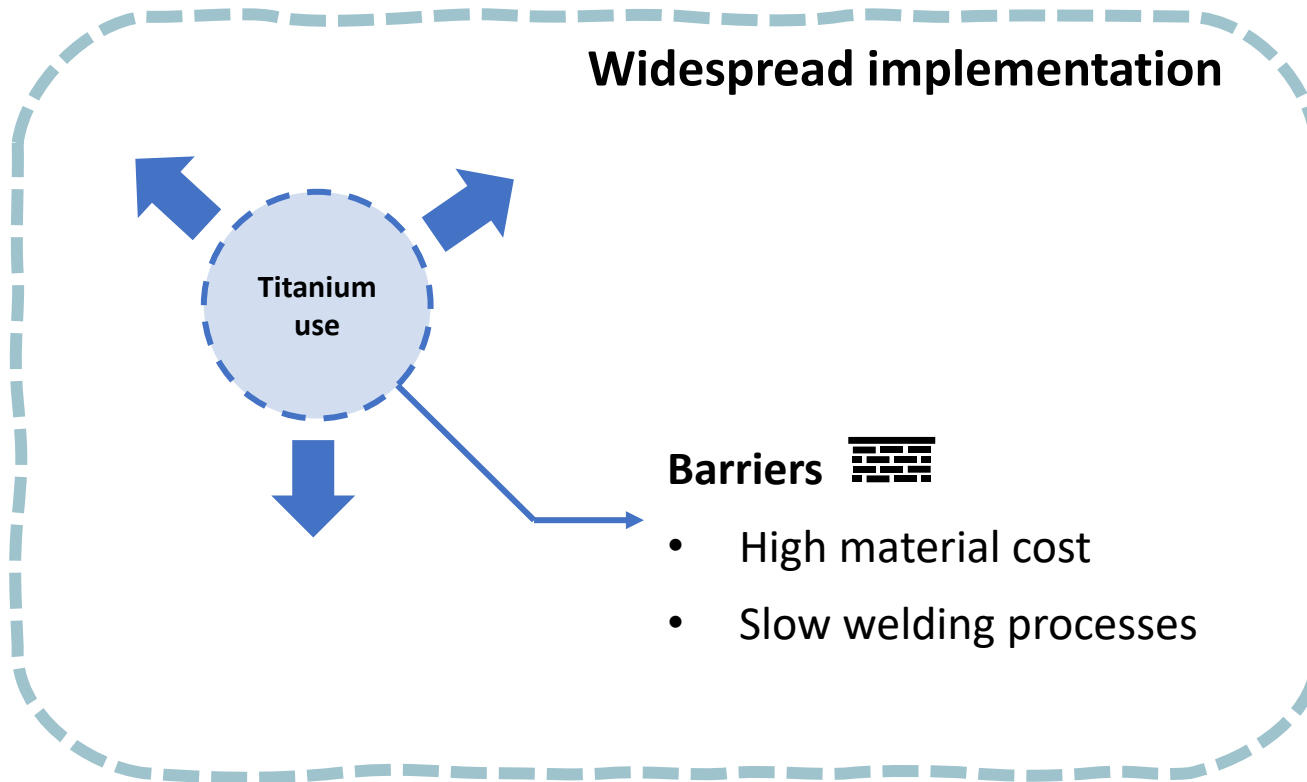 Widespread implementation
Titanium
use
Barriers
• High material cost
• Slow welding processes